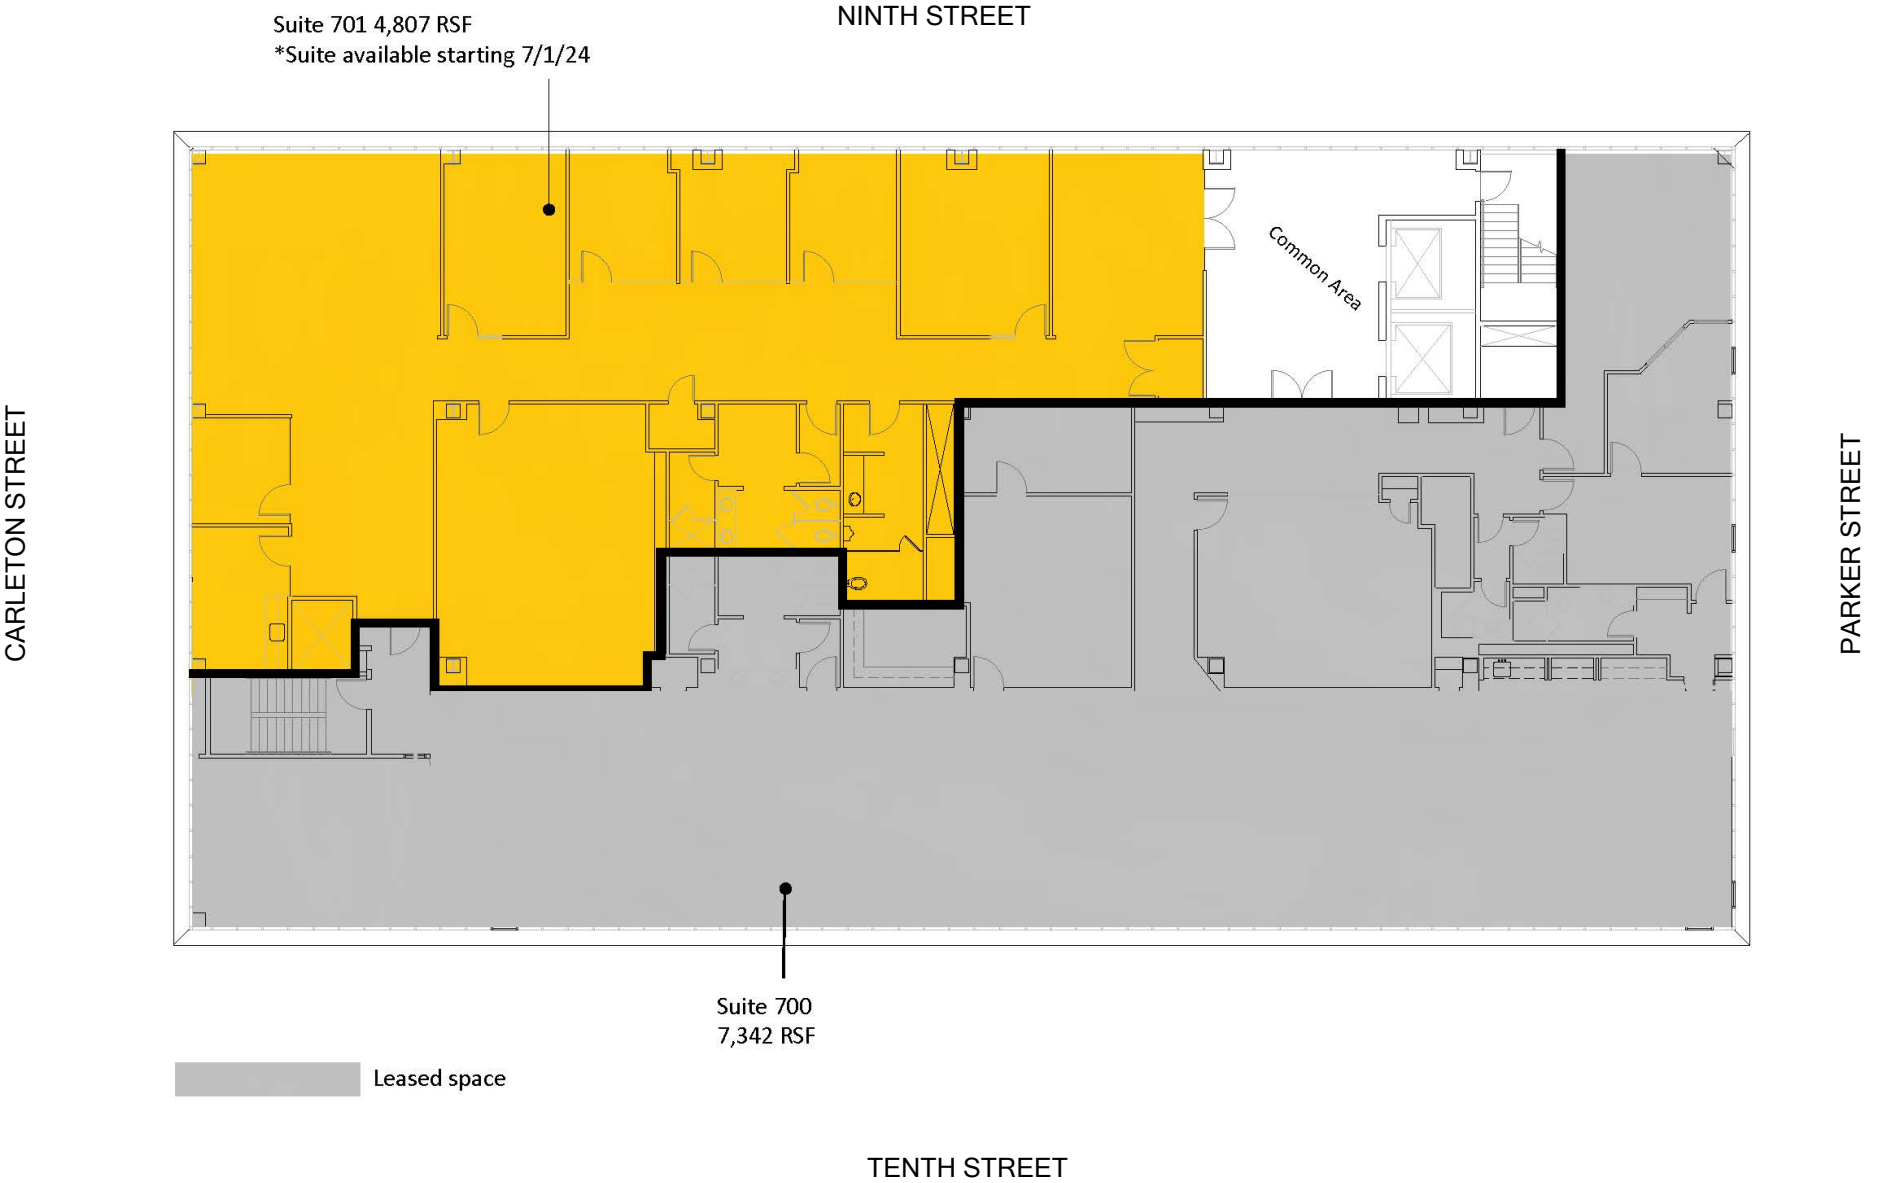 NINTH STREET
Suite 701 4,807 RSF
*Suite available starting 7/1/24
Common Area
CARLETON STREET
PARKER STREET
Suite 700
7,342 RSF
Leased space
TENTH STREET